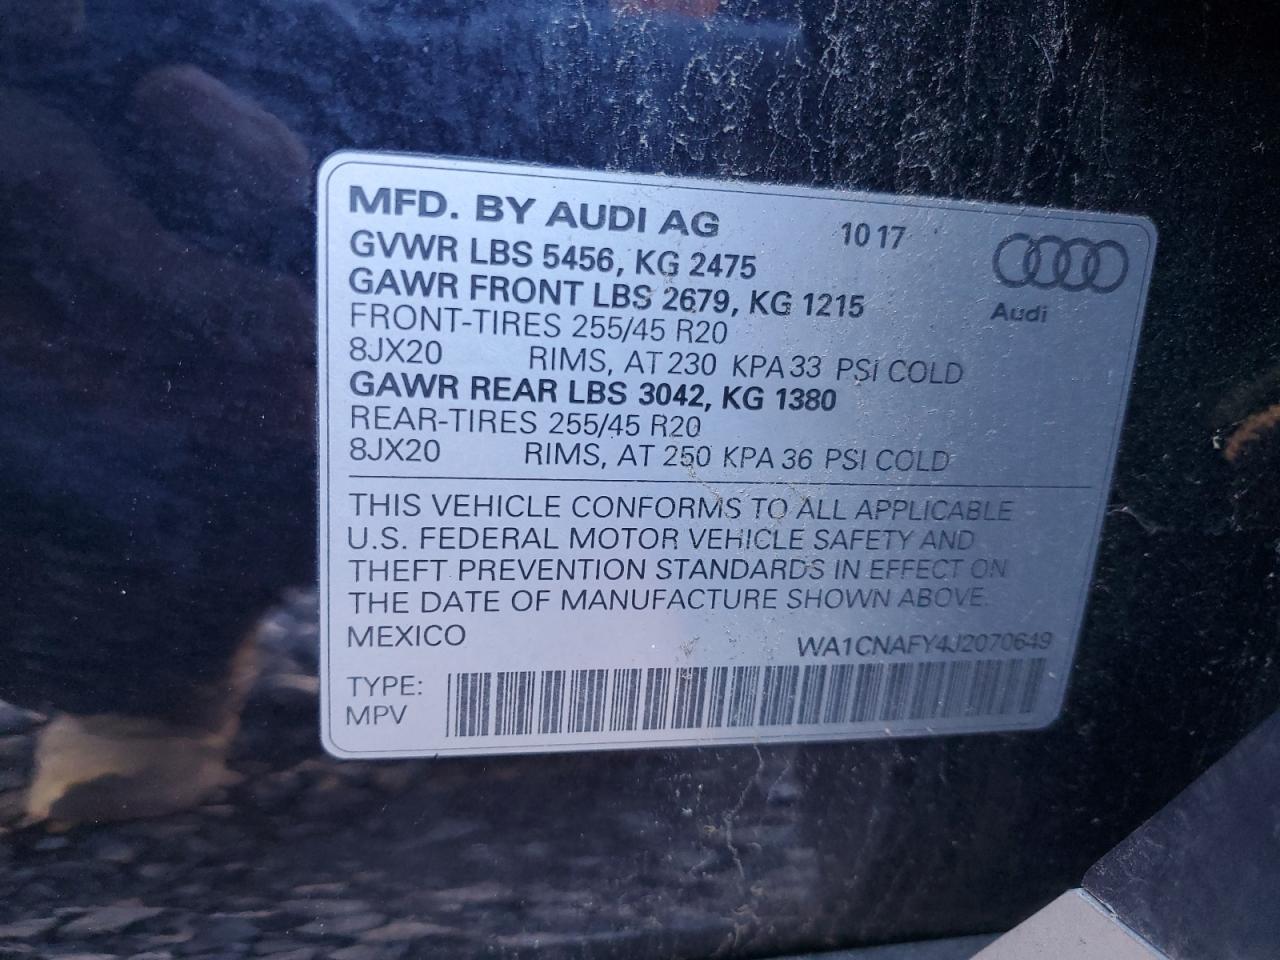 MFD. BY AUDI AG 10 17
GVWR LBS 5456, KG 2475
GAWR FRONT LBS 2679, KG 1215
Audi
FRONT-TIRES 255/45 R20
8JX20 RIMS, AT 230 KPA 33 PSI COLD
GAWR REAR LBS 3042, KG 1380
REAR-TIRES 255/45 R20
8JX20 RIMS, AT 250 KPA 36 PSI COLD
THIS VEHICLE CONFORMS TO ALL APPLICABLE
U.S. FEDERAL MOTOR VEHICLE SAFETY AND
THEFT PREVENTION STANDARDS IN EFFECT ON
THE DATE OF MANUFACTURE SHOWN ABOVE.
MEXICO WA1CNAFY4J2070649
TYPE:
MPV